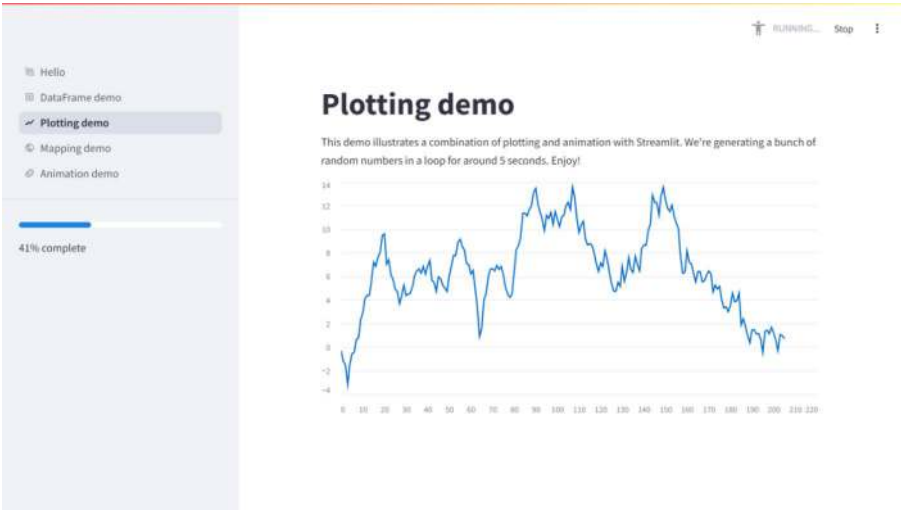 RUNNING...
Stop
Hello
DataFrame demo
Plotting demo
Mapping demo
Animation demo
41% complete
Plotting demo
This demo illustrates a combination of plotting and animation with Streamlit. We're generating a bunch of
random numbers in a loop for around 5 seconds. Enjoy!
14
12
10
8
6
4
2
0
−2
−4
0 10 20 30 40 50 60 70 80 90 100 110 120 130 140 150 160 170 180 190 200 210 220